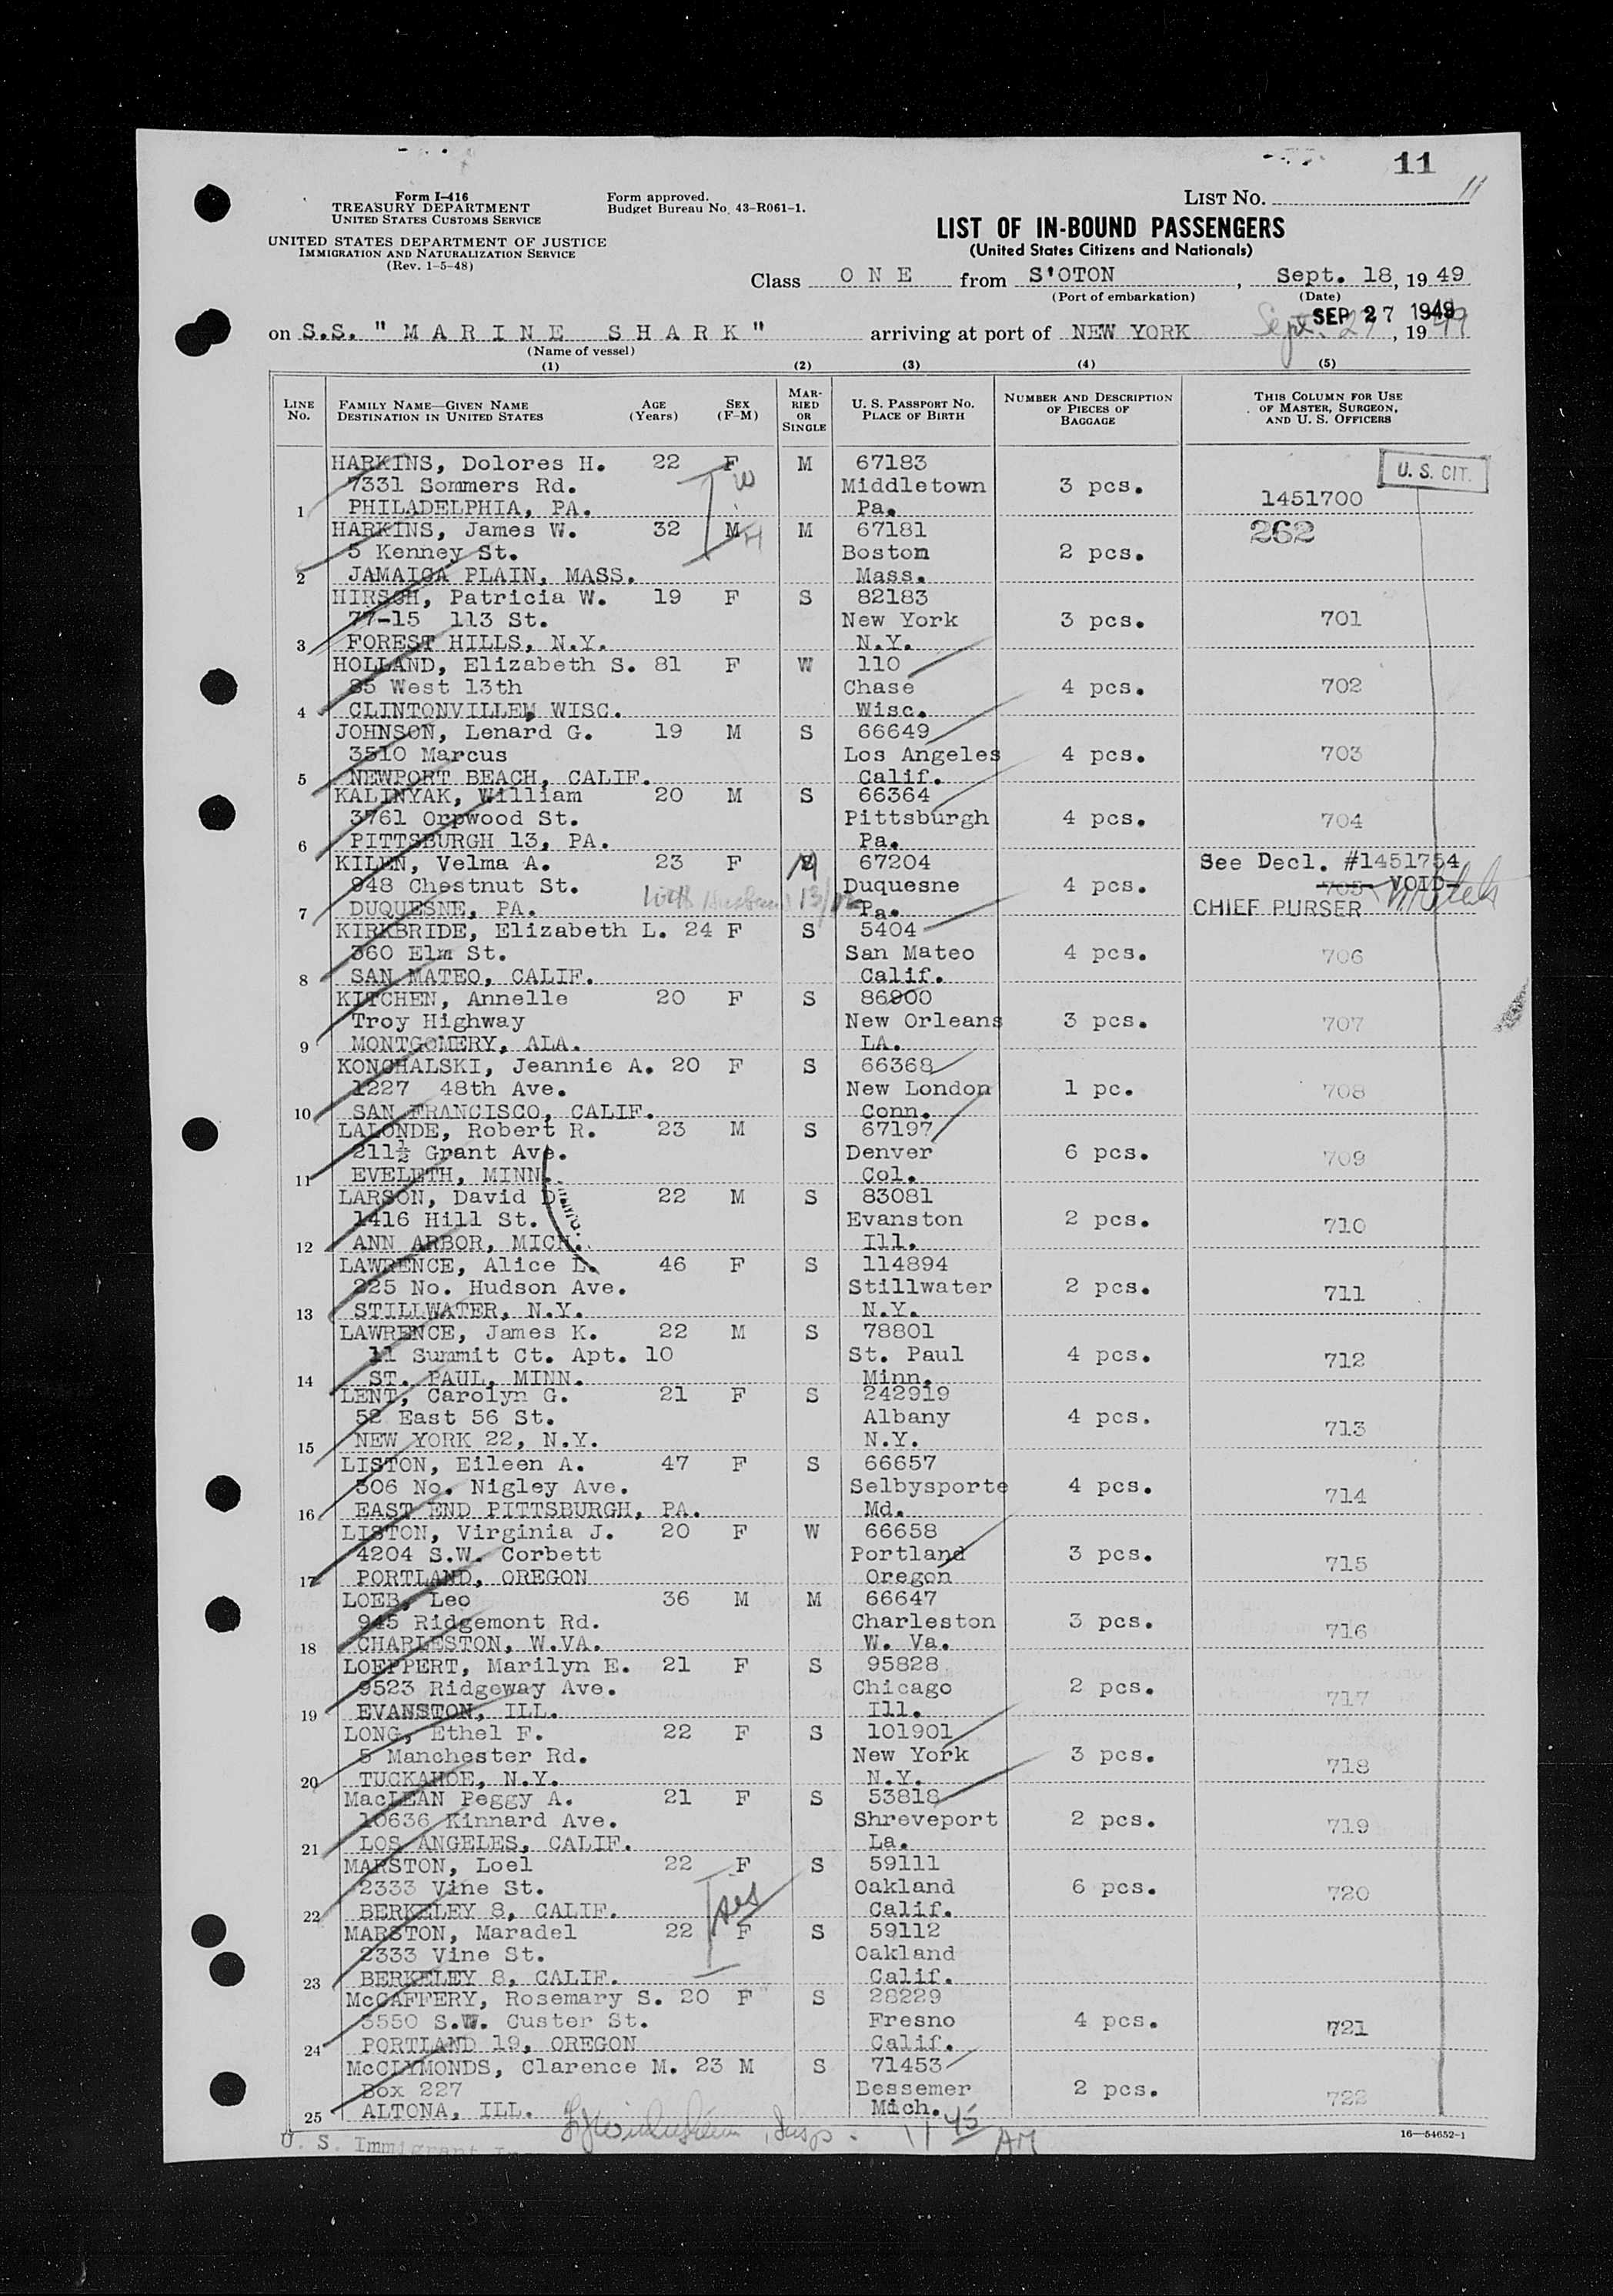 11
Form I-416
TREASURY DEPARTMENT
UNITED STATES CUSTOMS SERVICE
Form approved.
Budget Bureau No. 43-R061-1.
LIST No. 11
UNITED STATES DEPARTMENT OF JUSTICE
IMMIGRATION AND NATURALIZATION SERVICE
(Rev. 1-5-48)
LIST OF IN-BOUND PASSENGERS
(United States Citizens and Nationals)
Class O N E from S'OTON, Sept. 18, 1949
(Port of embarkation) (Date)
SEP 27 1949
on S.S. " M A R I N E S H A R K " arriving at port of NEW YORK Sept. 27, 1949
(Name of vessel)
(1) (2) (3) (4) (5)
LINE No. FAMILY NAME—GIVEN NAME DESTINATION IN UNITED STATES AGE (Years) SEX (F-M) MARRIED OR SINGLE U. S. PASSPORT NO. PLACE OF BIRTH NUMBER AND DESCRIPTION OF PIECES OF BAGGAGE THIS COLUMN FOR USE OF MASTER, SURGEON, AND U. S. OFFICERS
HARKINS, Dolores H. 22 F M 67183 U. S. CIT.
7331 Sommers Rd. W Middletown 3 pcs. 1451700
1 PHILADELPHIA, PA. Pa.
HARKINS, James W. 32 M H M 67181 262
5 Kenney St. Boston 2 pcs.
2 JAMAICA PLAIN, MASS. Mass.
HIRSCH, Patricia W. 19 F S 82183
77-15 113 St. New York 3 pcs. 701
3 FOREST HILLS, N.Y. N.Y.
HOLLAND, Elizabeth S. 81 F W 110
85 West 13th Chase 4 pcs. 702
4 CLINTONVILLEM, WISC. Wisc.
JOHNSON, Lenard G. 19 M S 66649
3510 Marcus Los Angeles 4 pcs. 703
5 NEWPORT BEACH, CALIF. Calif.
KALINYAK, William 20 M S 66364
3761 Orpwood St. Pittsburgh 4 pcs. 704
6 PITTSBURGH 13, PA. Pa.
KILEN, Velma A. 23 F M 67204 See Decl. #1451754
948 Chestnut St. with Husband 13/12 Duquesne 4 pcs. 705 VOID
7 DUQUESNE, PA. Pa. CHIEF PURSER
KIRKBRIDE, Elizabeth L. 24 F S 5404
360 Elm St. San Mateo 4 pcs. 706
8 SAN MATEO, CALIF. Calif.
KITCHEN, Annelle 20 F S 86900
Troy Highway New Orleans 3 pcs. 707
9 MONTGOMERY, ALA. LA.
KONCHALSKI, Jeannie A. 20 F S 66368
1227 48th Ave. New London 1 pc. 708
10 SAN FRANCISCO, CALIF. Conn.
LALONDE, Robert R. 23 M S 67197
211½ Grant Ave. Denver 6 pcs. 709
11 EVELETH, MINN. Col.
LARSON, David D. 22 M S 83081
1416 Hill St. Evanston 2 pcs. 710
12 ANN ARBOR, MICH. Ill.
LAWRENCE, Alice L. 46 F S 114894
225 No. Hudson Ave. Stillwater 2 pcs. 711
13 STILLWATER, N.Y. N.Y.
LAWRENCE, James K. 22 M S 78801
11 Summit Ct. Apt. 10 St. Paul 4 pcs. 712
14 ST. PAUL, MINN. Minn.
LENT, Carolyn G. 21 F S 242919
52 East 56 St. Albany 4 pcs. 713
15 NEW YORK 22, N.Y. N.Y.
LISTON, Eileen A. 47 F S 66657
306 No. Nigley Ave. Selbysporte 4 pcs. 714
16 EAST END PITTSBURGH, PA. Md.
LISTON, Virginia J. 20 F W 66658
4204 S.W. Corbett Portland 3 pcs. 715
17 PORTLAND, OREGON Oregon
LOEB, Leo 36 M M 66647
945 Ridgemont Rd. Charleston 3 pcs. 716
18 CHARLESTON, W.VA. W. Va.
LOEPPERT, Marilyn E. 21 F S 95828
9523 Ridgeway Ave. Chicago 2 pcs. 717
19 EVANSTON, ILL. Ill.
LONG, Ethel F. 22 F S 101901
5 Manchester Rd. New York 3 pcs. 718
20 TUCKAHOE, N.Y. N.Y.
MacLEAN Peggy A. 21 F S 53818
10636 Kinnard Ave. Shreveport 2 pcs. 719
21 LOS ANGELES, CALIF. La.
MARSTON, Loel 22 F S 59111
2333 Vine St. Oakland 6 pcs. 720
22 BERKELEY 8, CALIF. Calif.
MARSTON, Maradel 22 F S 59112
2333 Vine St. Oakland
23 BERKELEY 8, CALIF. Calif.
McCAFFERY, Rosemary S. 20 F S 28229
5550 S.W. Custer St. Fresno 4 pcs. 721
24 PORTLAND 19, OREGON Calif.
McCLYMONDS, Clarence M. 23 M S 71453
Box 227 Bessemer 2 pcs. 722
25 ALTONA, ILL. Mich.
U. S. Immigrant Insp. 11 45 AM
16—54652-1